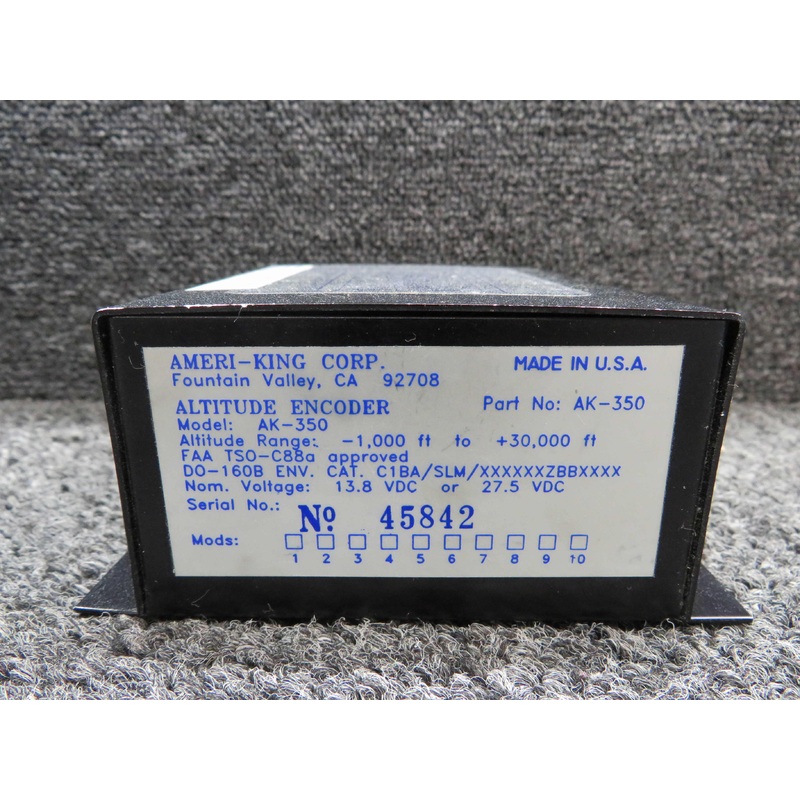 AMERI-KING CORP. MADE IN U.S.A.
Fountain Valley, CA 92708
ALTITUDE ENCODER Part No: AK-350
Model: AK-350
Altitude Range: -1,000 ft to +30,000 ft
FAA TSO-C88a approved
DO-160B ENV. CAT. C1BA/SLM/XXXXXXZBBXXXX
Nom. Voltage: 13.8 VDC or 27.5 VDC
Serial No.: No. 45842
Mods:
1 2 3 4 5 6 7 8 9 10